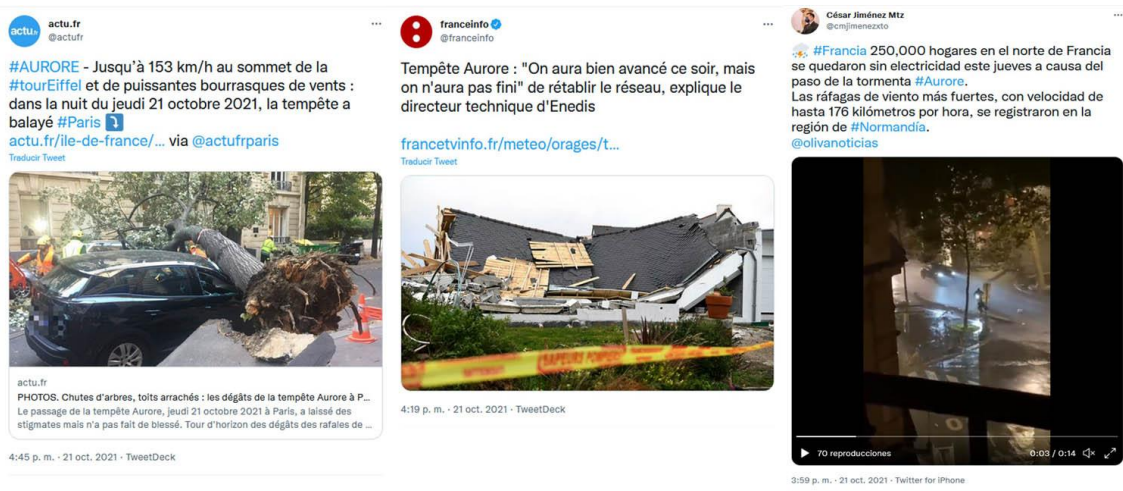 actu.fr
@actufr
#AURORE - Jusqu'à 153 km/h au sommet de la
#tourEiffel et de puissantes bourrasques de vents :
dans la nuit du jeudi 21 octobre 2021, la tempête a
balayé #Paris
actu.fr/ile-de-france/... via @actufrparis
Traducir Tweet
actu.fr
PHOTOS. Chutes d'arbres, toits arrachés : les dégâts de la tempête Aurore à P...
Le passage de la tempête Aurore, jeudi 21 octobre 2021 à Paris, a laissé des
stigmates mais n'a pas fait de blessé. Tour d'horizon des dégâts des rafales de ...
4:45 p. m. · 21 oct. 2021 · TweetDeck
franceinfo
@franceinfo
Tempête Aurore : "On aura bien avancé ce soir, mais
on n'aura pas fini" de rétablir le réseau, explique le
directeur technique d'Enedis
francetvinfo.fr/meteo/orages/t...
Traducir Tweet
SAPEURS POMPIERS
4:19 p. m. · 21 oct. 2021 · TweetDeck
César Jiménez Mtz
@cmjimenezxto
#Francia 250,000 hogares en el norte de Francia
se quedaron sin electricidad este jueves a causa del
paso de la tormenta #Aurore.
Las ráfagas de viento más fuertes, con velocidad de
hasta 176 kilómetros por hora, se registraron en la
región de #Normandía.
@olivanoticias
70 reproducciones
0:03 / 0:14
3:59 p. m. · 21 oct. 2021 · Twitter for iPhone